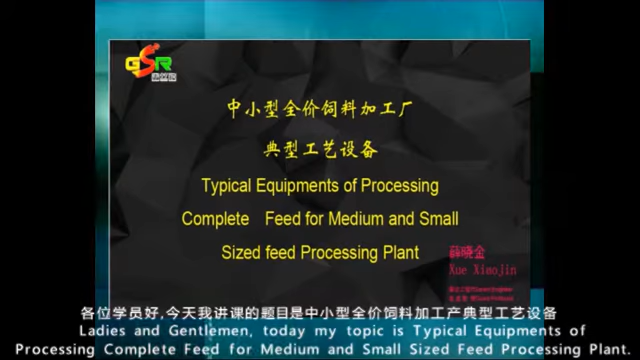 GSR
中小型全价饲料加工厂
典型工艺设备
Typical Equipments of Processing
Complete Feed for Medium and Small
Sized feed Processing Plant
薛晓金
Xue Xiaojin
各位学员好,今天我讲课的题目是中小型全价饲料加工产典型工艺设备
Ladies and Gentlemen, today my topic is Typical Equipments of
Processing Complete Feed for Medium and Small Sized Feed Processing Plant.